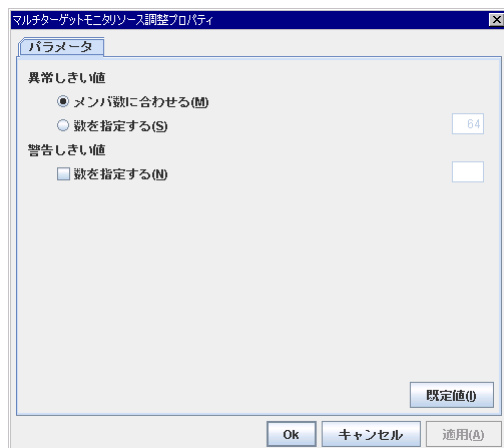 マルチターゲットモニタリソース調整プロパティ
パラメータ
異常しきい値
メンバ数に合わせる(M)
数を指定する(S) 64
警告しきい値
数を指定する(N)
既定値(I)
Ok キャンセル 適用(A)